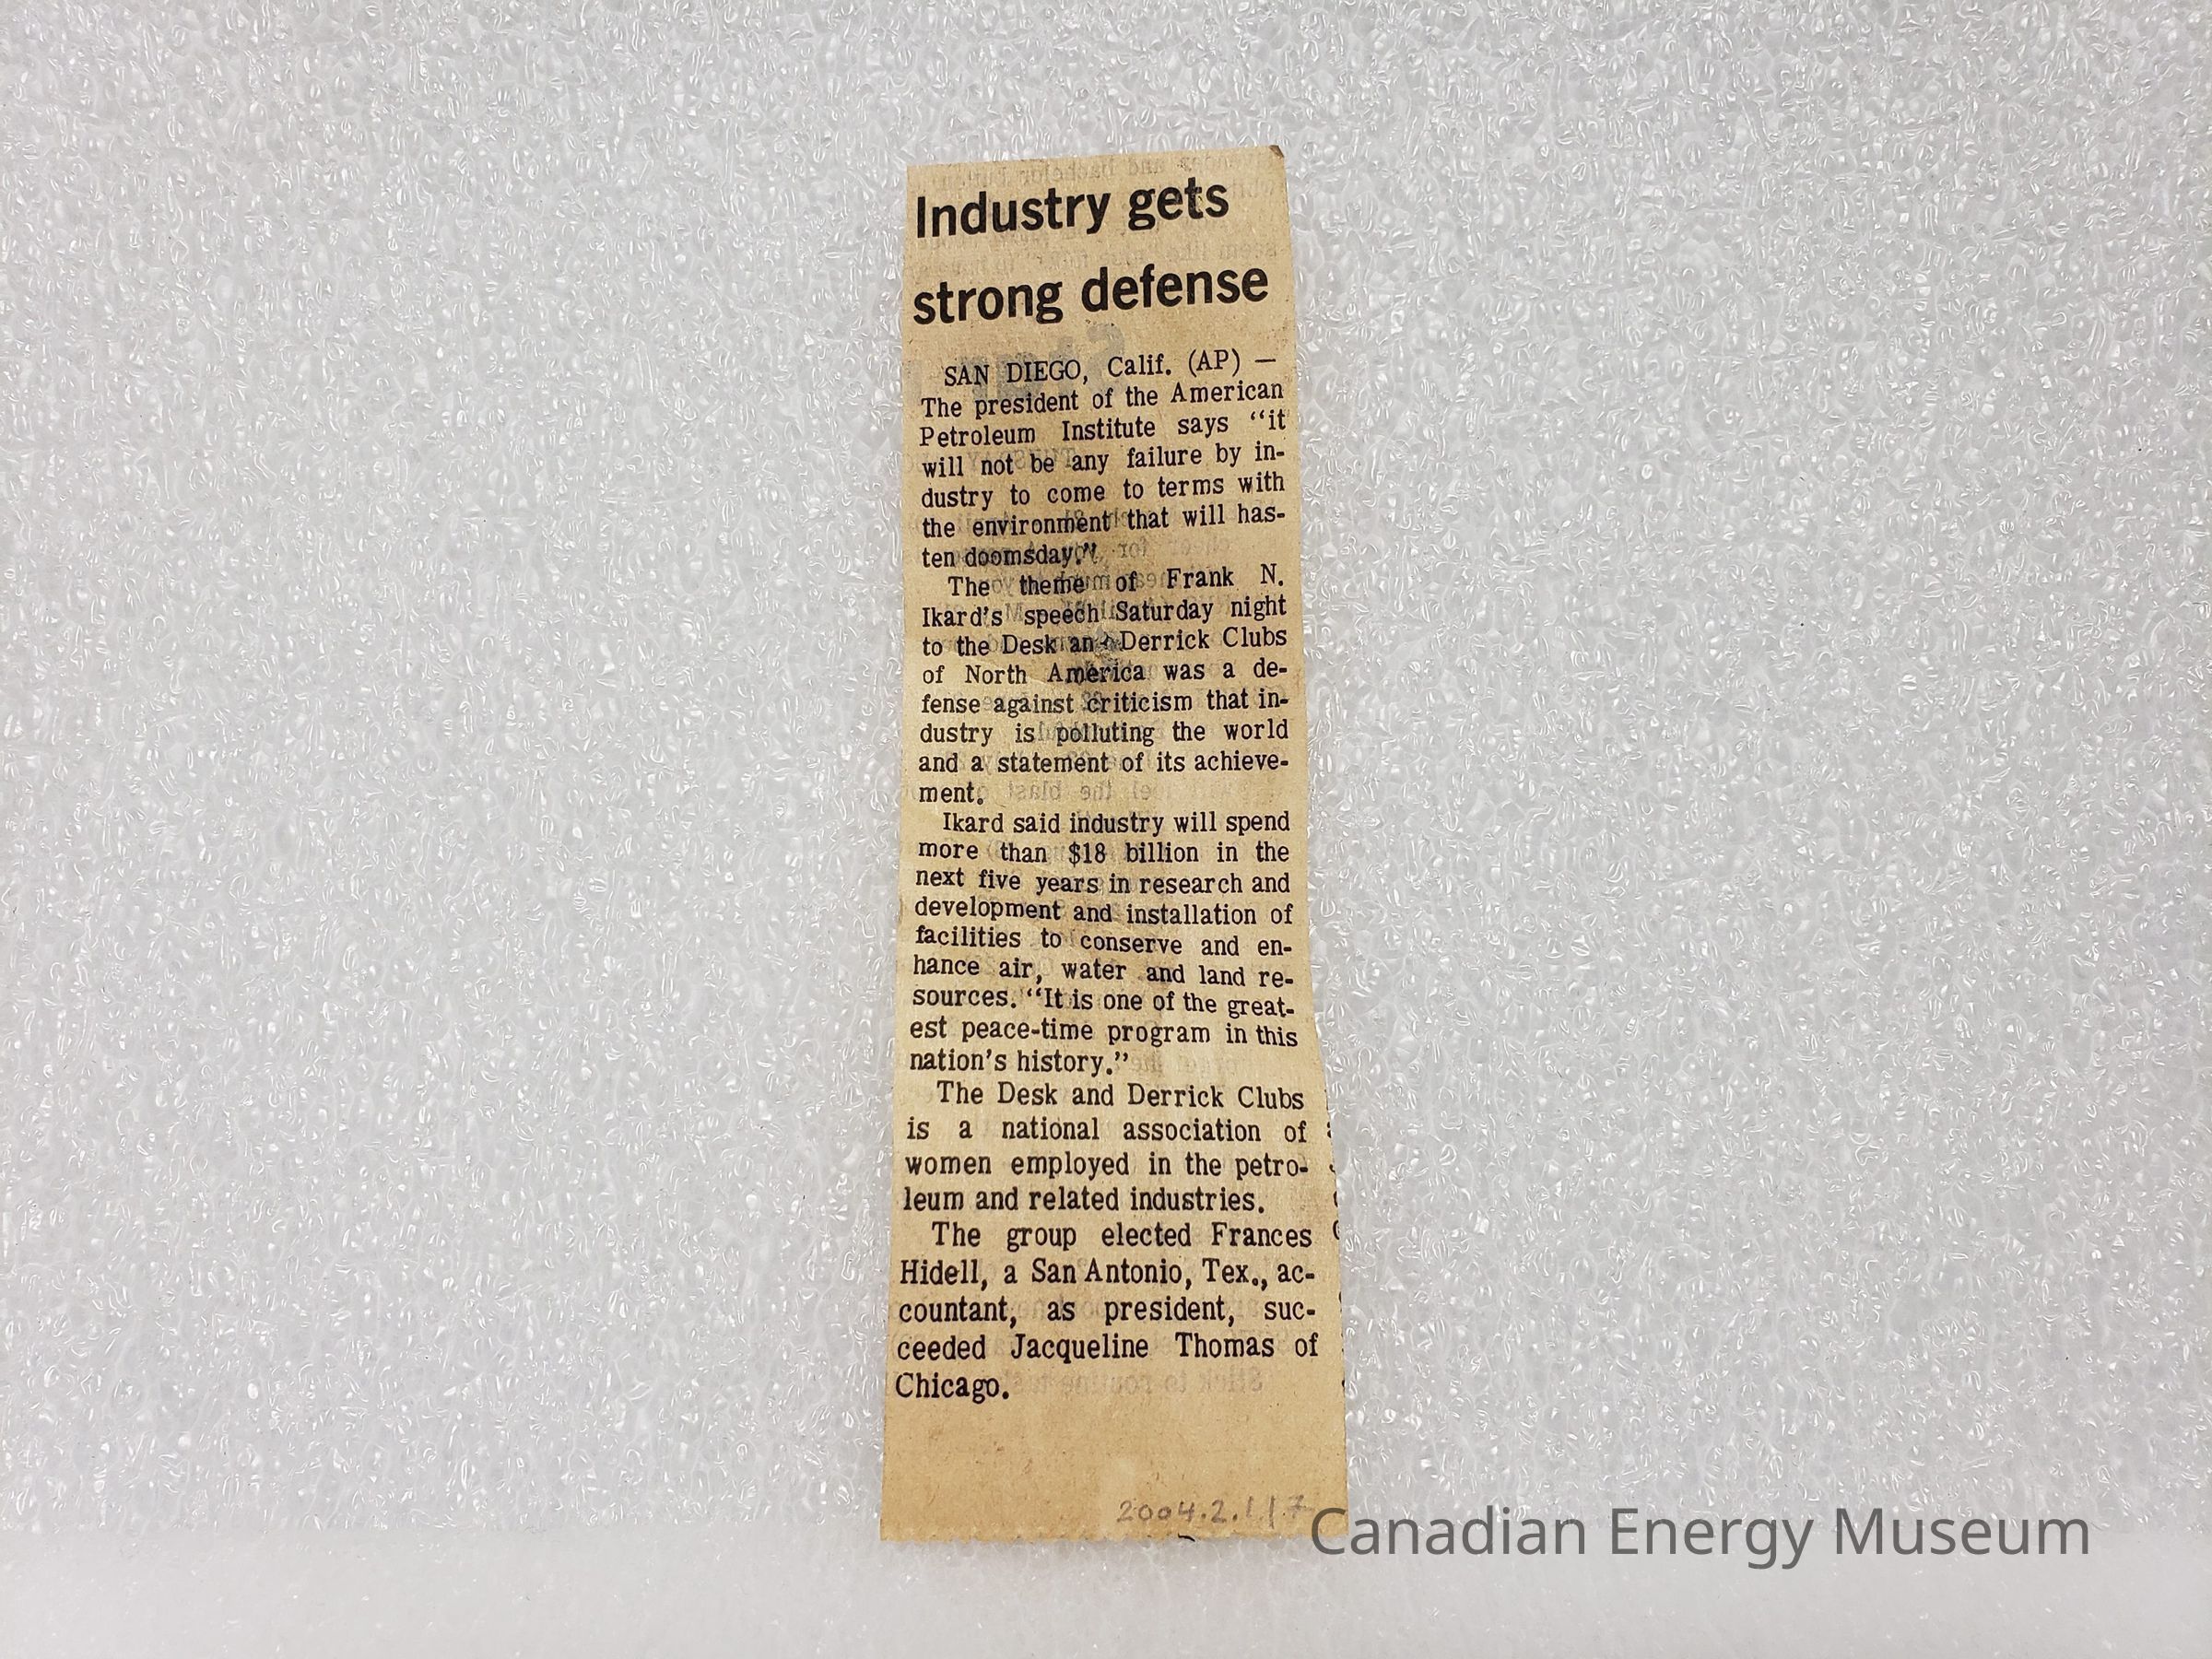 Industry gets
strong defense
SAN DIEGO, Calif. (AP) —
The president of the American
Petroleum Institute says “it
will not be any failure by in-
dustry to come to terms with
the environment that will has-
ten doomsday.”
The theme of Frank N.
Ikard’s speech Saturday night
to the Desk and Derrick Clubs
of North America was a de-
fense against criticism that in-
dustry is polluting the world
and a statement of its achieve-
ment.
Ikard said industry will spend
more than $18 billion in the
next five years in research and
development and installation of
facilities to conserve and en-
hance air, water and land re-
sources. “It is one of the great-
est peace-time program in this
nation’s history.”
The Desk and Derrick Clubs
is a national association of
women employed in the petro-
leum and related industries.
The group elected Frances
Hidell, a San Antonio, Tex., ac-
countant, as president, suc-
ceeded Jacqueline Thomas of
Chicago.
2004.2.117
Canadian Energy Museum